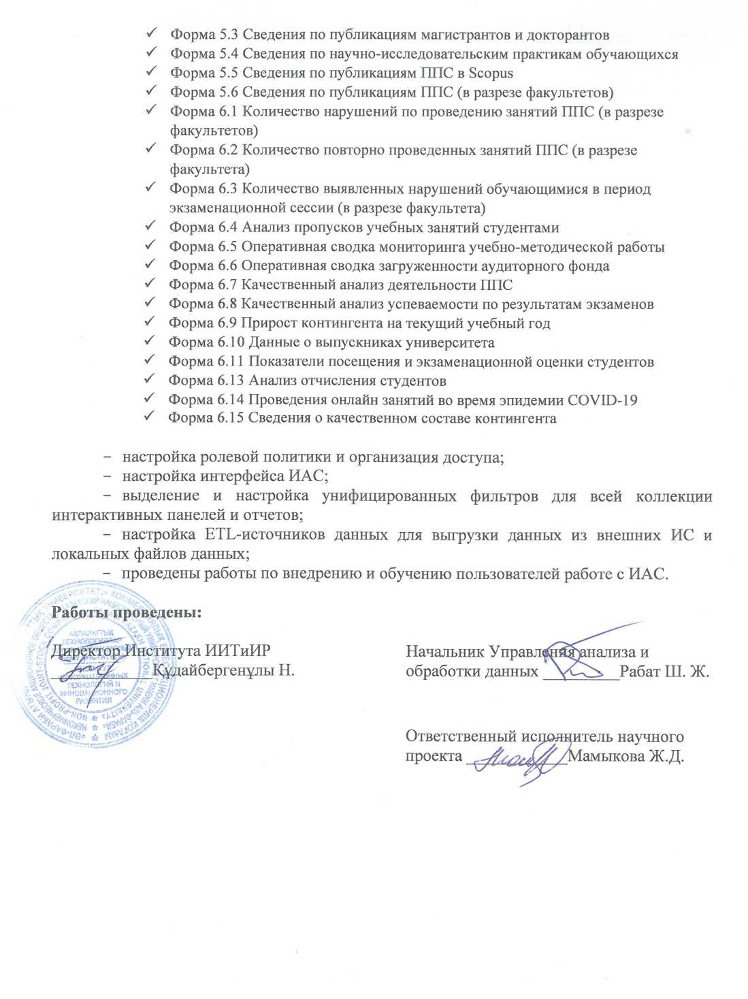 ✓ Форма 5.3 Сведения по публикациям магистрантов и докторантов
✓ Форма 5.4 Сведения по научно-исследовательским практикам обучающихся
✓ Форма 5.5 Сведения по публикациям ППС в Scopus
✓ Форма 5.6 Сведения по публикациям ППС (в разрезе факультетов)
✓ Форма 6.1 Количество нарушений по проведению занятий ППС (в разрезе
факультетов)
✓ Форма 6.2 Количество повторно проведенных занятий ППС (в разрезе
факультета)
✓ Форма 6.3 Количество выявленных нарушений обучающимися в период
экзаменационной сессии (в разрезе факультета)
✓ Форма 6.4 Анализ пропусков учебных занятий студентами
✓ Форма 6.5 Оперативная сводка мониторинга учебно-методической работы
✓ Форма 6.6 Оперативная сводка загруженности аудиторного фонда
✓ Форма 6.7 Качественный анализ деятельности ППС
✓ Форма 6.8 Качественный анализ успеваемости по результатам экзаменов
✓ Форма 6.9 Прирост контингента на текущий учебный год
✓ Форма 6.10 Данные о выпускниках университета
✓ Форма 6.11 Показатели посещения и экзаменационной оценки студентов
✓ Форма 6.13 Анализ отчисления студентов
✓ Форма 6.14 Проведения онлайн занятий во время эпидемии COVID-19
✓ Форма 6.15 Сведения о качественном составе контингента
– настройка ролевой политики и организация доступа;
– настройка интерфейса ИАС;
– выделение и настройка унифицированных фильтров для всей коллекции
интерактивных панелей и отчетов;
– настройка ETL-источников данных для выгрузки данных из внешних ИС и
локальных файлов данных;
– проведены работы по внедрению и обучению пользователей работе с ИАС.
Работы проведены:
Директор Института ИИТиИР
____________Құдайбергенұлы Н.
Начальник Управления анализа и
обработки данных _________Рабат Ш. Ж.
Ответственный исполнитель научного
проекта ____________Мамыкова Ж.Д.
АҚПАРАТТЫҚ
ТЕХНОЛОГИЯЛАР
ИНФОРМАЦИОННЫХ
ТЕХНОЛОГИЙ И
ИННОВАЦИОННОГО
РАЗВИТИЯ